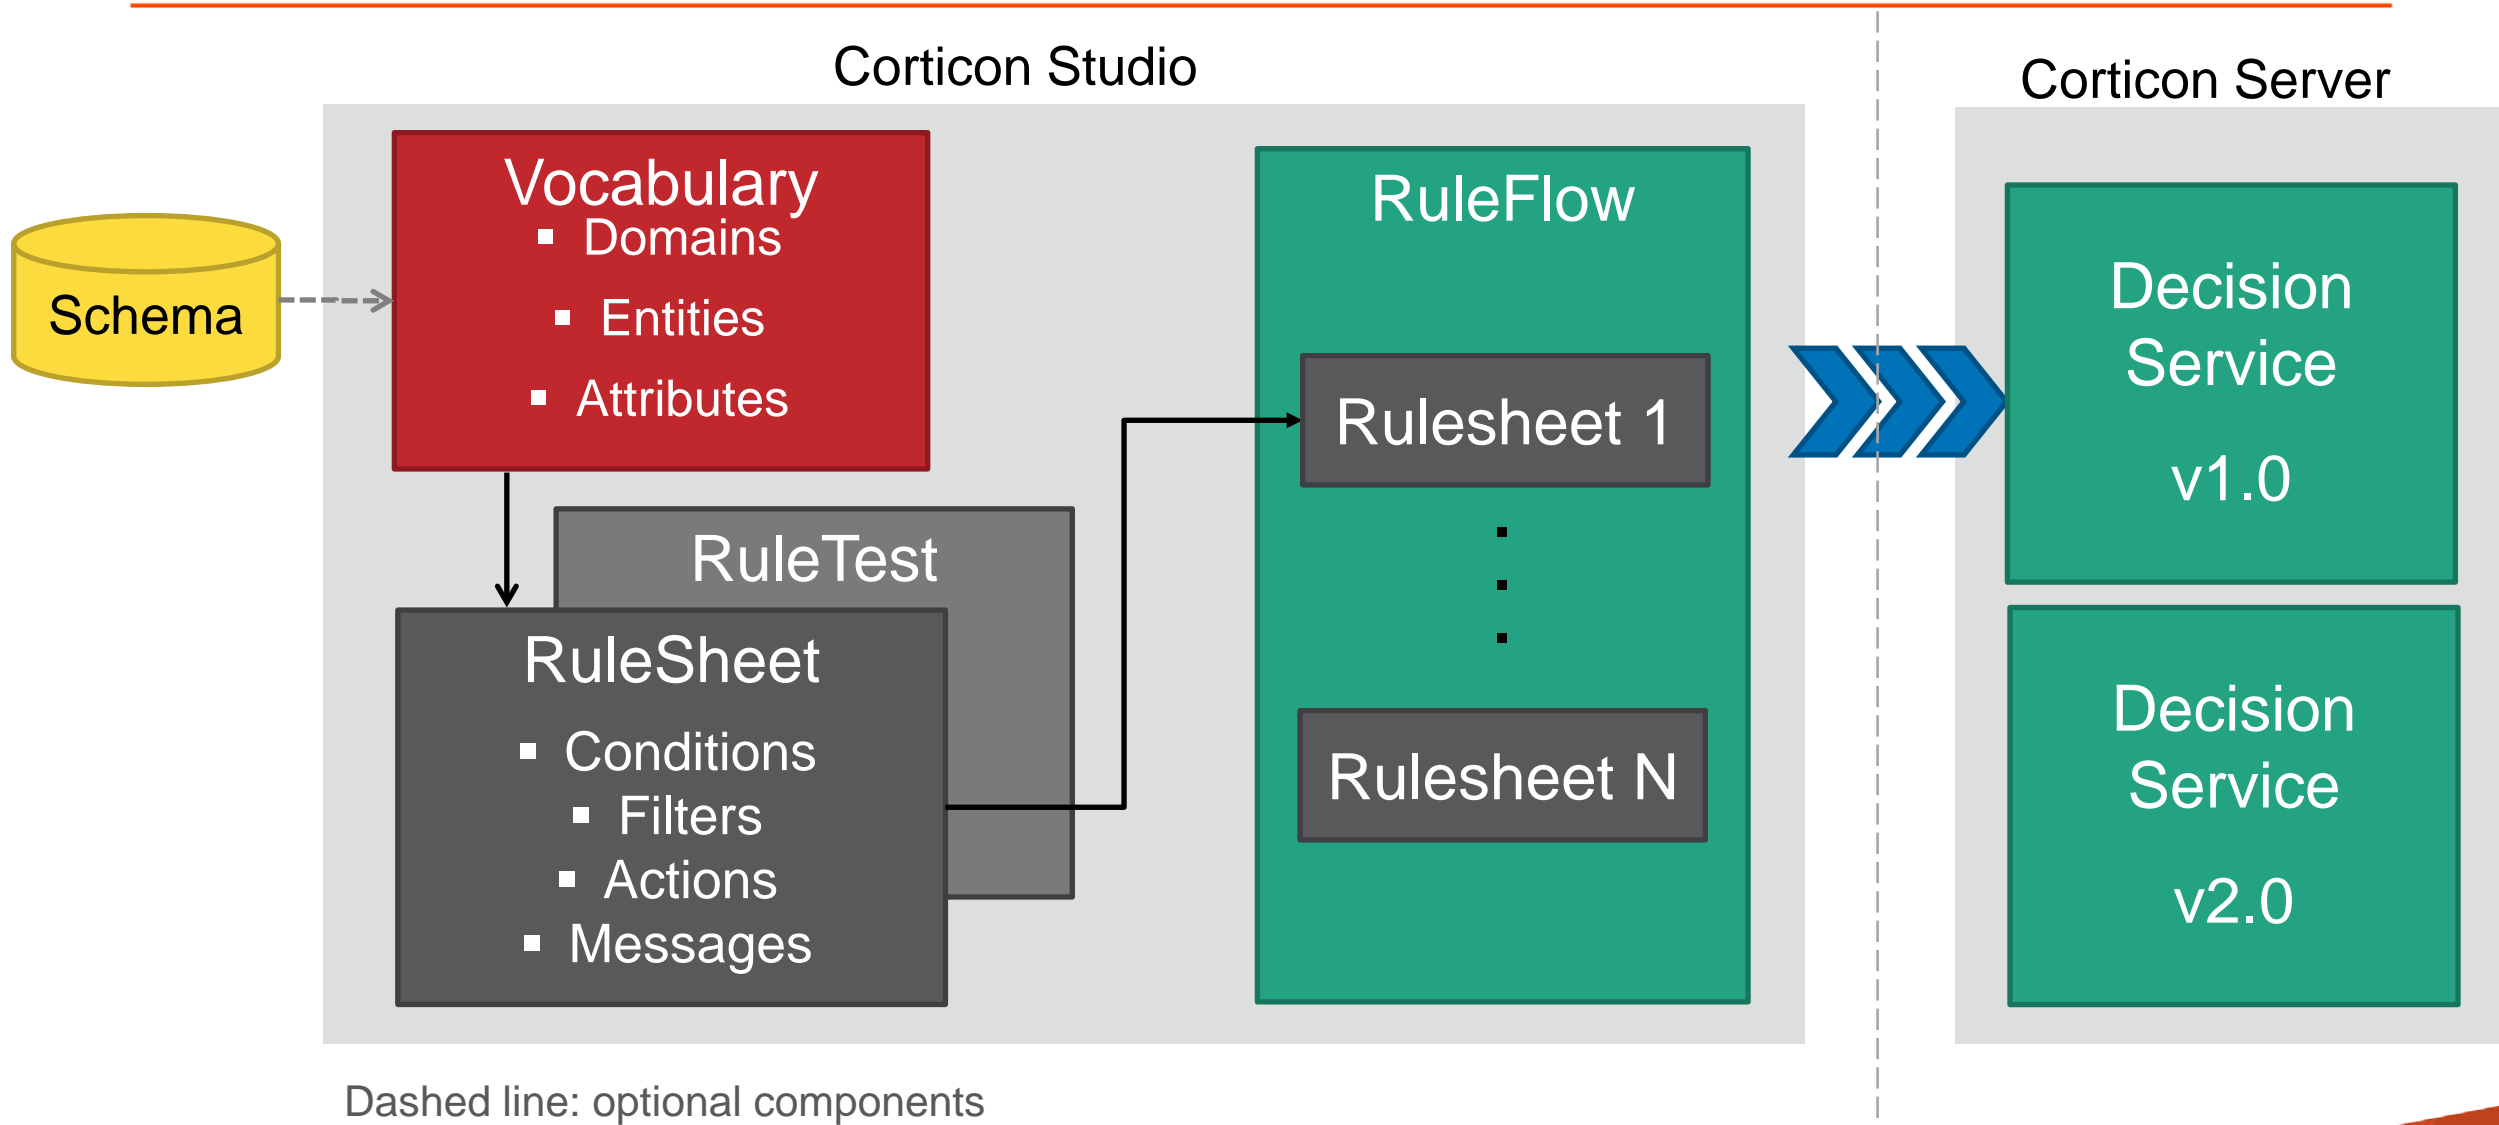 Corticon Studio
Corticon Server
Schema
Vocabulary
Domains
Entities
Attributes
RuleTest
RuleSheet
Conditions
Filters
Actions
Messages
RuleFlow
Rulesheet 1
Rulesheet N
Decision
Service
v1.0
Decision
Service
v2.0
Dashed line: optional components